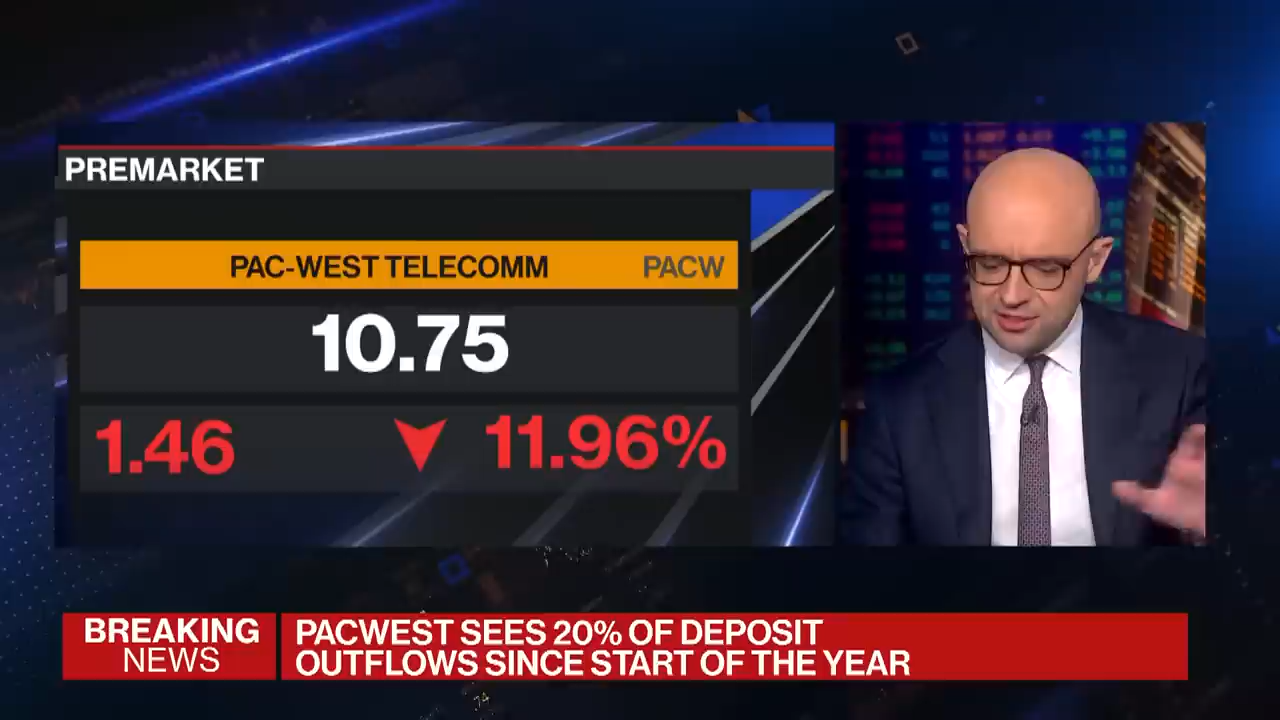 PREMARKET
PAC-WEST TELECOMM PACW
10.75
1.46 11.96%
BREAKING NEWS
PACWEST SEES 20% OF DEPOSIT
OUTFLOWS SINCE START OF THE YEAR